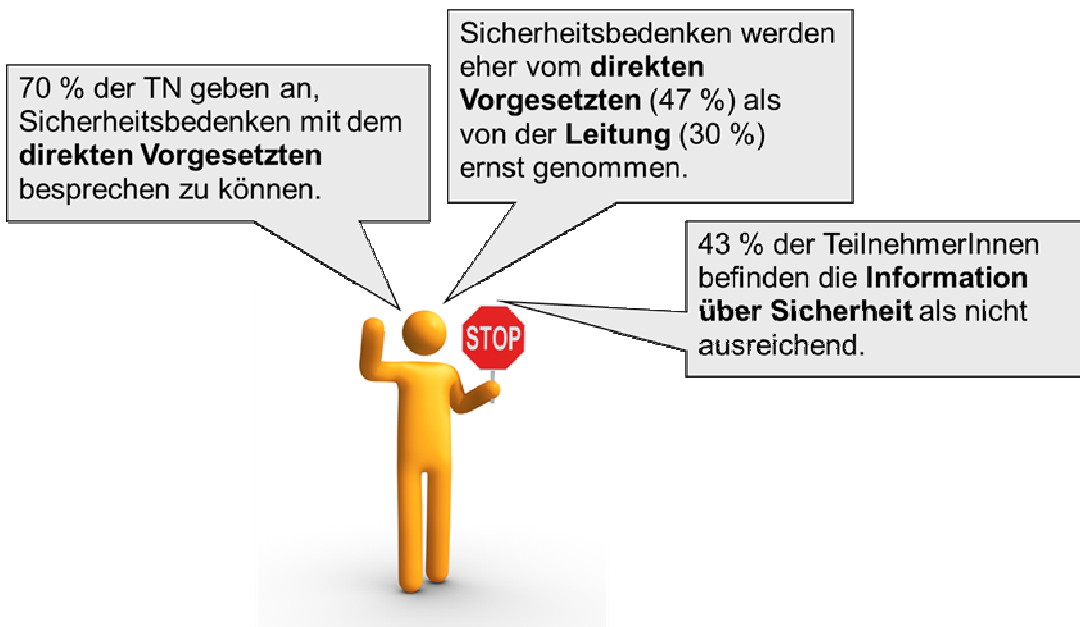 70 % der TN geben an,
Sicherheitsbedenken mit dem
direkten Vorgesetzten
besprechen zu können.
Sicherheitsbedenken werden
eher vom direkten
Vorgesetzten (47 %) als
von der Leitung (30 %)
ernst genommen.
43 % der TeilnehmerInnen
befinden die Information
über Sicherheit als nicht
ausreichend.
STOP